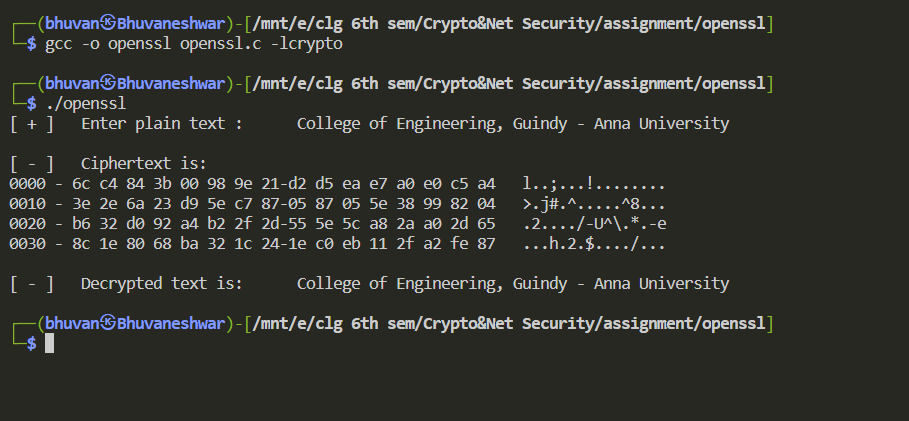 ┌──(bhuvan㉿Bhuvaneshwar)-[/mnt/e/clg 6th sem/Crypto&Net Security/assignment/openssl]
└─$ gcc -o openssl openssl.c -lcrypto
┌──(bhuvan㉿Bhuvaneshwar)-[/mnt/e/clg 6th sem/Crypto&Net Security/assignment/openssl]
└─$ ./openssl
[ + ]   Enter plain text :      College of Engineering, Guindy - Anna University
[ - ]   Ciphertext is:
0000 - 6c c4 84 3b 00 98 9e 21-d2 d5 ea e7 a0 e0 c5 a4   l..;...!........
0010 - 3e 2e 6a 23 d9 5e c7 87-05 87 05 5e 38 99 82 04   >.j#.^.....^8...
0020 - b6 32 d0 92 a4 b2 2f 2d-55 5e 5c a8 2a a0 2d 65   .2..../-U^\.*.-e
0030 - 8c 1e 80 68 ba 32 1c 24-1e c0 eb 11 2f a2 fe 87   ...h.2.$..../...
[ - ]   Decrypted text is:      College of Engineering, Guindy - Anna University
┌──(bhuvan㉿Bhuvaneshwar)-[/mnt/e/clg 6th sem/Crypto&Net Security/assignment/openssl]
└─$